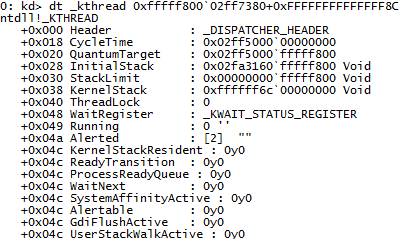 0: kd> dt _kthread 0xfffff800`02ff7380+0xFFFFFFFFFFFFFF8C
ntdll!_KTHREAD
+0x000 Header : _DISPATCHER_HEADER
+0x018 CycleTime : 0x02ff5000`00000000
+0x020 QuantumTarget : 0x02ff5000`fffff800
+0x028 InitialStack : 0x02fa3160`fffff800 Void
+0x030 StackLimit : 0x00000000`fffff800 Void
+0x038 KernelStack : 0xffffff6c`00000000 Void
+0x040 ThreadLock : 0
+0x048 WaitRegister : _KWAIT_STATUS_REGISTER
+0x049 Running : 0 ''
+0x04a Alerted : [2] ""
+0x04c KernelStackResident : 0y0
+0x04c ReadyTransition : 0y0
+0x04c ProcessReadyQueue : 0y0
+0x04c WaitNext : 0y0
+0x04c SystemAffinityActive : 0y0
+0x04c Alertable : 0y0
+0x04c GdiFlushActive : 0y0
+0x04c UserStackWalkActive : 0y0